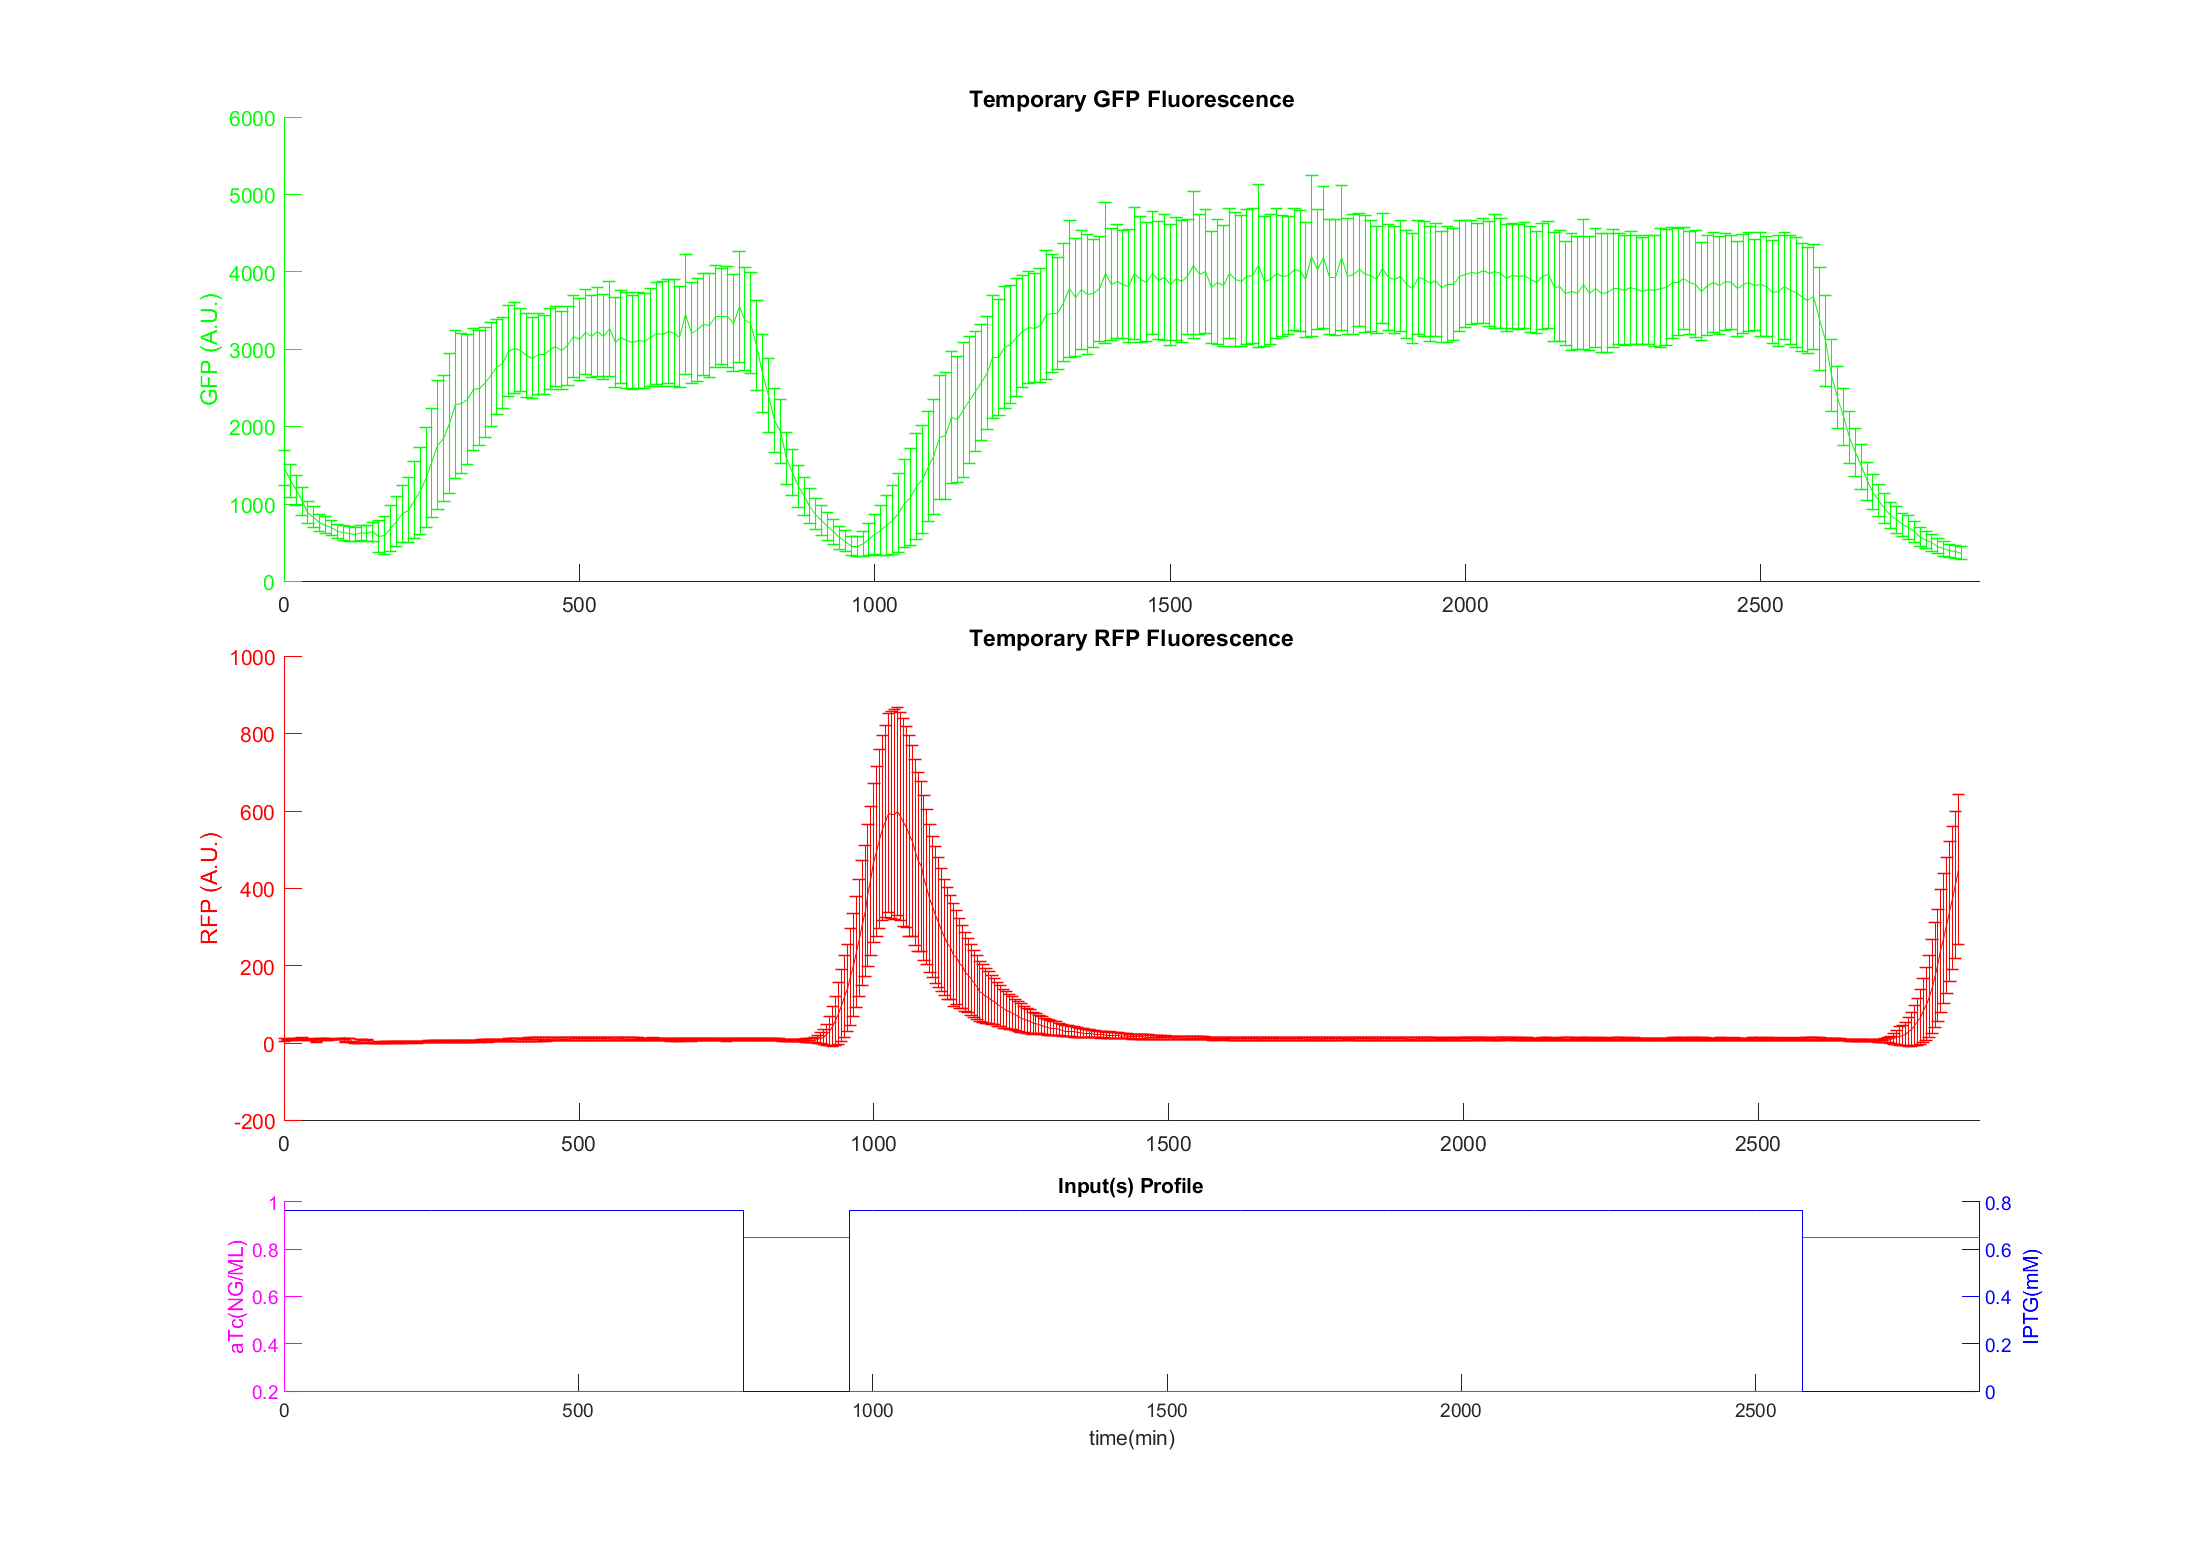 Temporary GFP Fluorescence
6000
5000
4000
3000
2000
1000
0
GFP (A.U.)
0 500 1000 1500 2000 2500
Temporary RFP Fluorescence
1000
800
600
400
200
0
-200
RFP (A.U.)
0 500 1000 1500 2000 2500
Input(s) Profile
1
0.8
0.6
0.4
0.2
aTc(NG/ML)
0.8
0.6
0.4
0.2
0
IPTG(mM)
0 500 1000 1500 2000 2500
time(min)